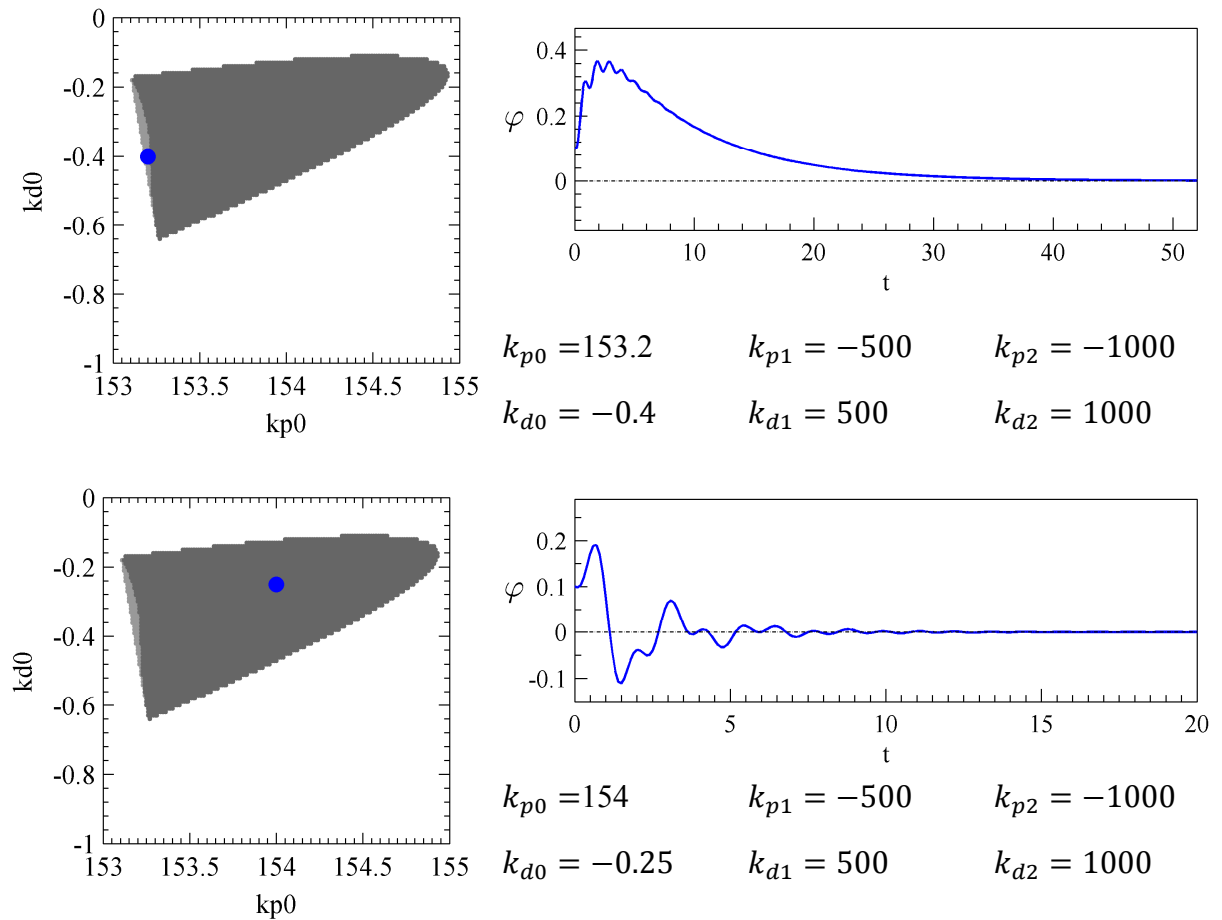 0
-0.2
-0.4
-0.6
-0.8
-1
kd0
153 153.5 154 154.5 155
kp0
0.4
0.2
0
φ
0 10 20 30 40 50
t
k_{p0} =153.2 k_{p1} = −500 k_{p2} = −1000
k_{d0} = −0.4 k_{d1} = 500 k_{d2} = 1000
0
-0.2
-0.4
-0.6
-0.8
-1
kd0
153 153.5 154 154.5 155
kp0
0.2
0.1
0
-0.1
φ
0 5 10 15 20
t
k_{p0} =154 k_{p1} = −500 k_{p2} = −1000
k_{d0} = −0.25 k_{d1} = 500 k_{d2} = 1000